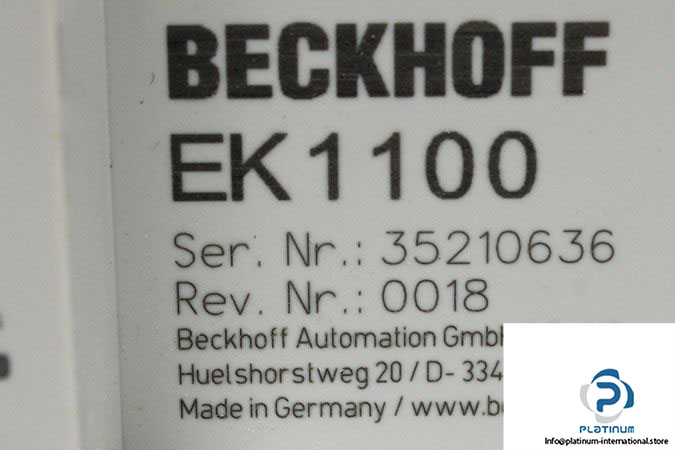 BECKHOFF
EK1100
Ser. Nr.: 35210636
Rev. Nr.: 0018
Beckhoff Automation
Huelshorstweg 20 / D-
Made in Germany /
PLATINUM
Info@platinum-international.store